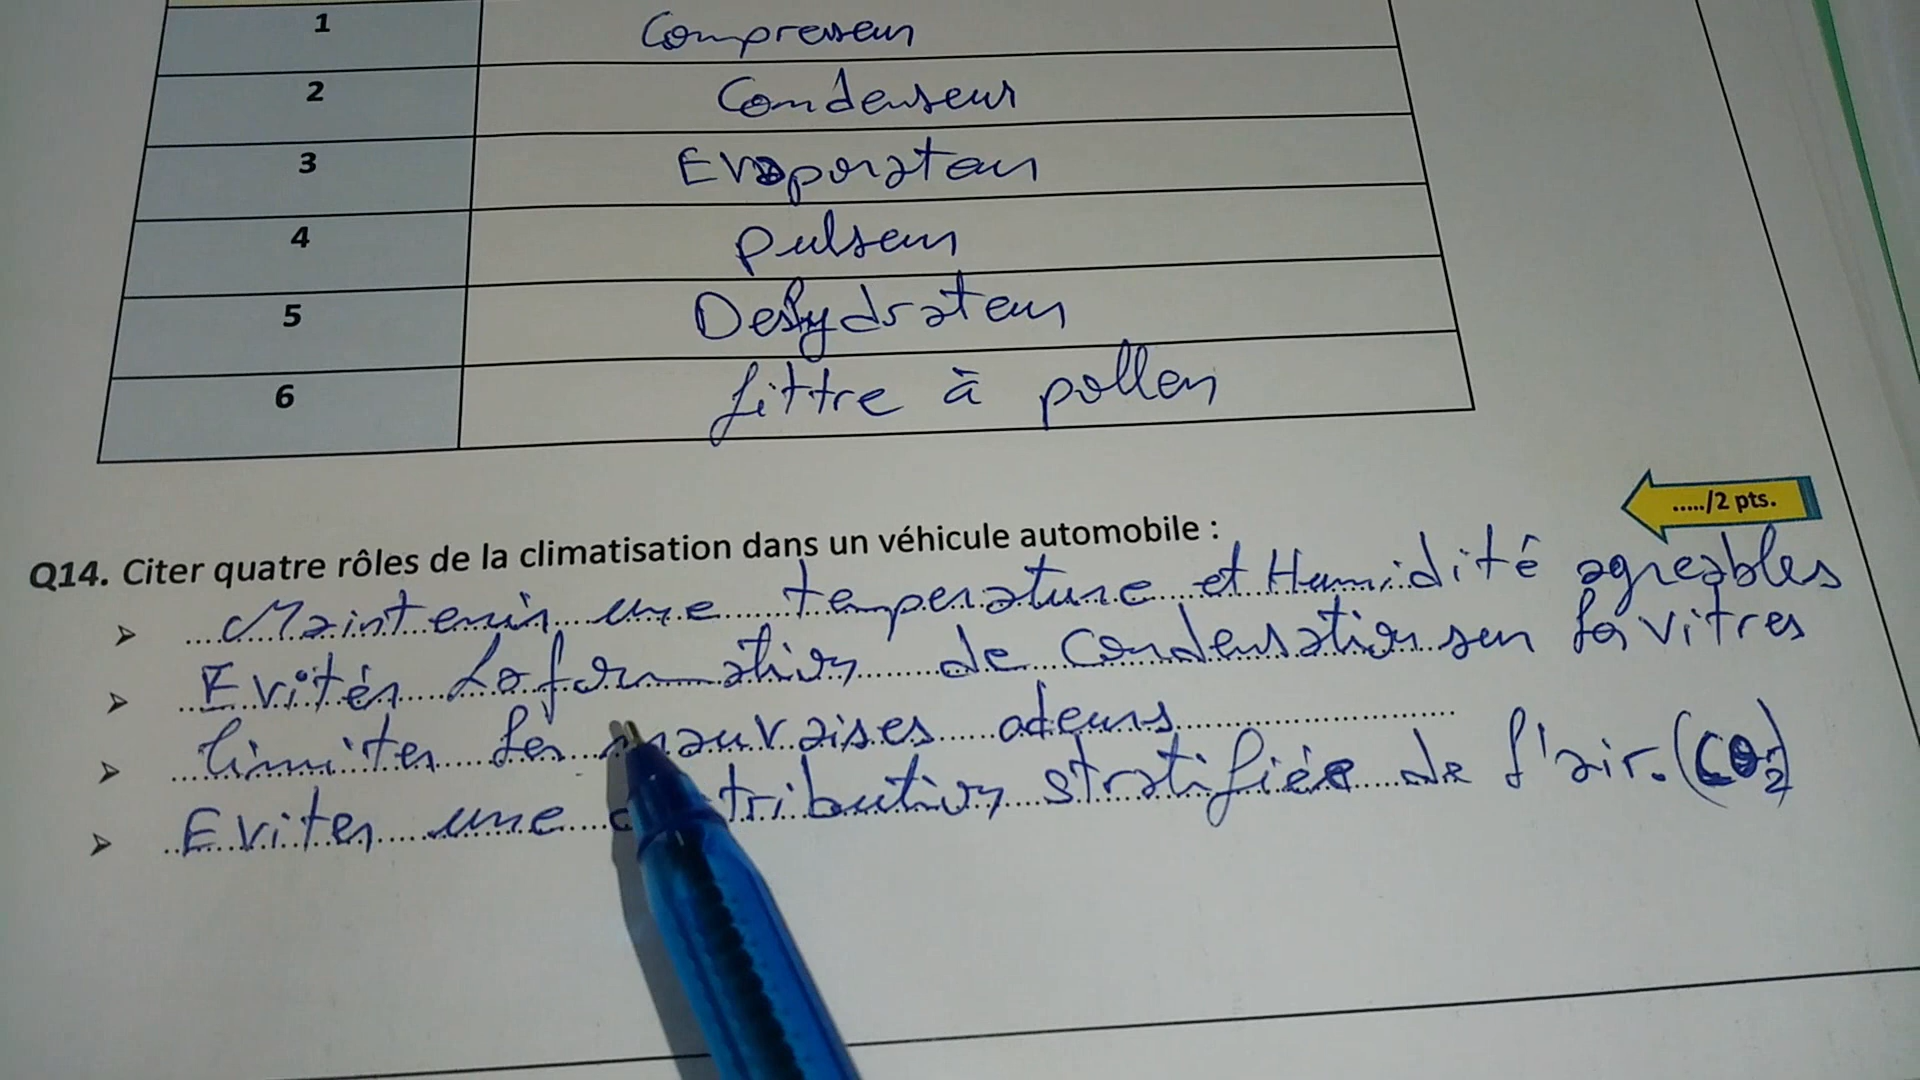 1 Compresseur
2 Condenseur
3 Evaporateur
4 pulseur
5 Deshydrateur
6 filtre à pollen
...../2 pts.
Q14. Citer quatre rôles de la climatisation dans un véhicule automobile :
Maintenir une temperature et Humidité agreables
Evitér La formation de Condensation sur les vitres
limiter les mauvaises odeurs
Eviter une stratifiée de l'air. (CO2)